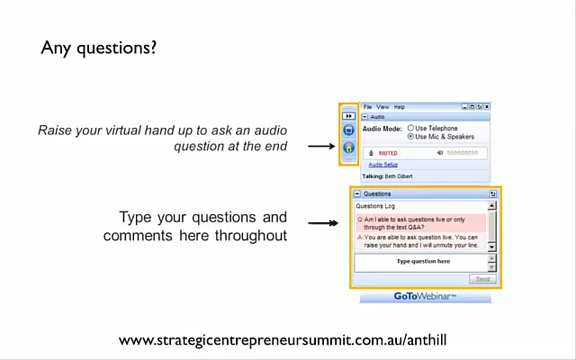 Any questions?
Raise your virtual hand up to ask an audio
question at the end
Type your questions and
comments here throughout
File View Help
Audio
Audio Mode: Use Telephone
Use Mic & Speakers
MUTED
Audio Setup
Talking: Beth Gilbert
Questions
Questions Log
Q: Am I able to ask questions live or only
through the text Q&A?
A: You are able to ask question live. You can
raise your hand and I will unmute your line.
Type question here
Send
GoToWebinar™
www.strategicentrepreneursummit.com.au/anthill